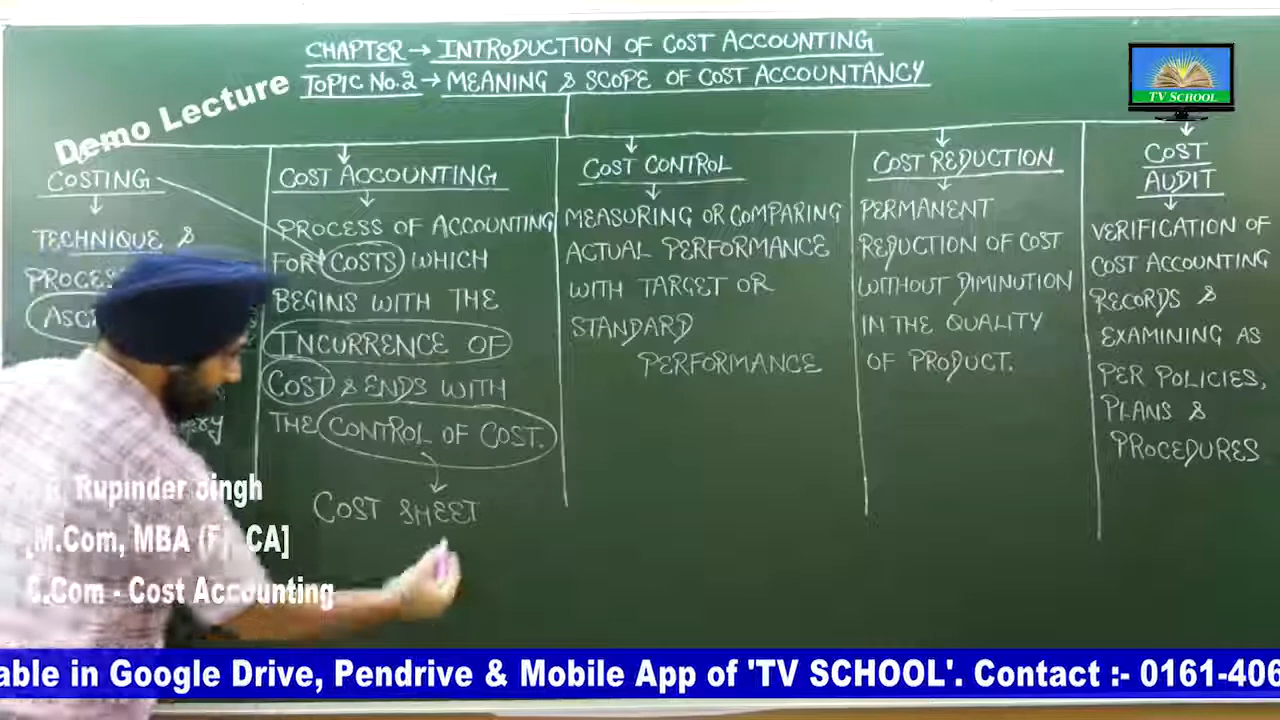 CHAPTER → INTRODUCTION OF COST ACCOUNTING
TOPIC NO.2 → MEANING & SCOPE OF COST ACCOUNTANCY
Demo Lecture
TV SCHOOL
COSTING
TECHNIQUE &
COST ACCOUNTING
PROCESS OF ACCOUNTING
FOR COSTS WHICH
BEGINS WITH THE
INCURRENCE OF
COST & ENDS WITH
THE CONTROL OF COST.
COST SHEET
COST CONTROL
MEASURING OR COMPARING
ACTUAL PERFORMANCE
WITH TARGET OR
STANDARD
PERFORMANCE
COST REDUCTION
PERMANENT
REDUCTION OF COST
WITHOUT DIMINUTION
IN THE QUALITY
OF PRODUCT.
COST
AUDIT
VERIFICATION OF
COST ACCOUNTING
RECORDS &
EXAMINING AS
PER POLICIES,
PLANS &
PROCEDURES
Rupinder Singh
[M.Com, MBA (F), CA]
- Cost Accounting
able in Google Drive, Pendrive & Mobile App of 'TV SCHOOL'. Contact :- 0161-406